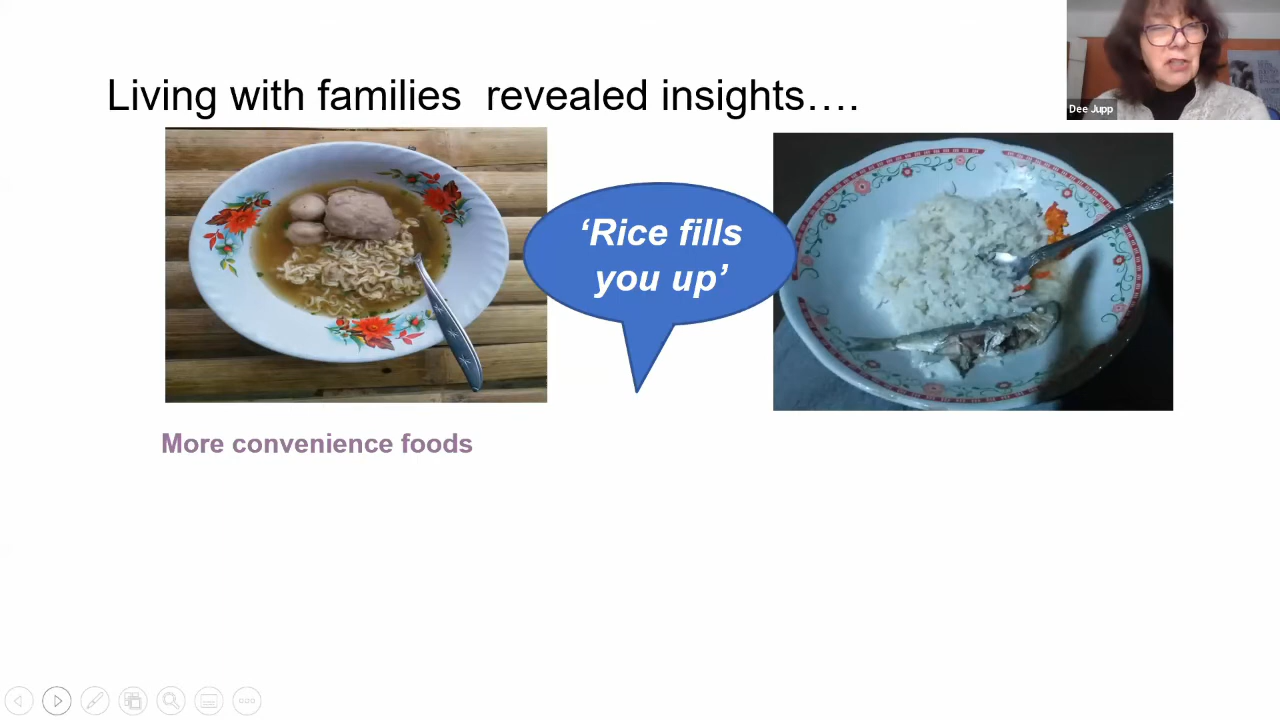 Living with families  revealed insights….
Dee Jupp
‘Rice fills
you up’
More convenience foods